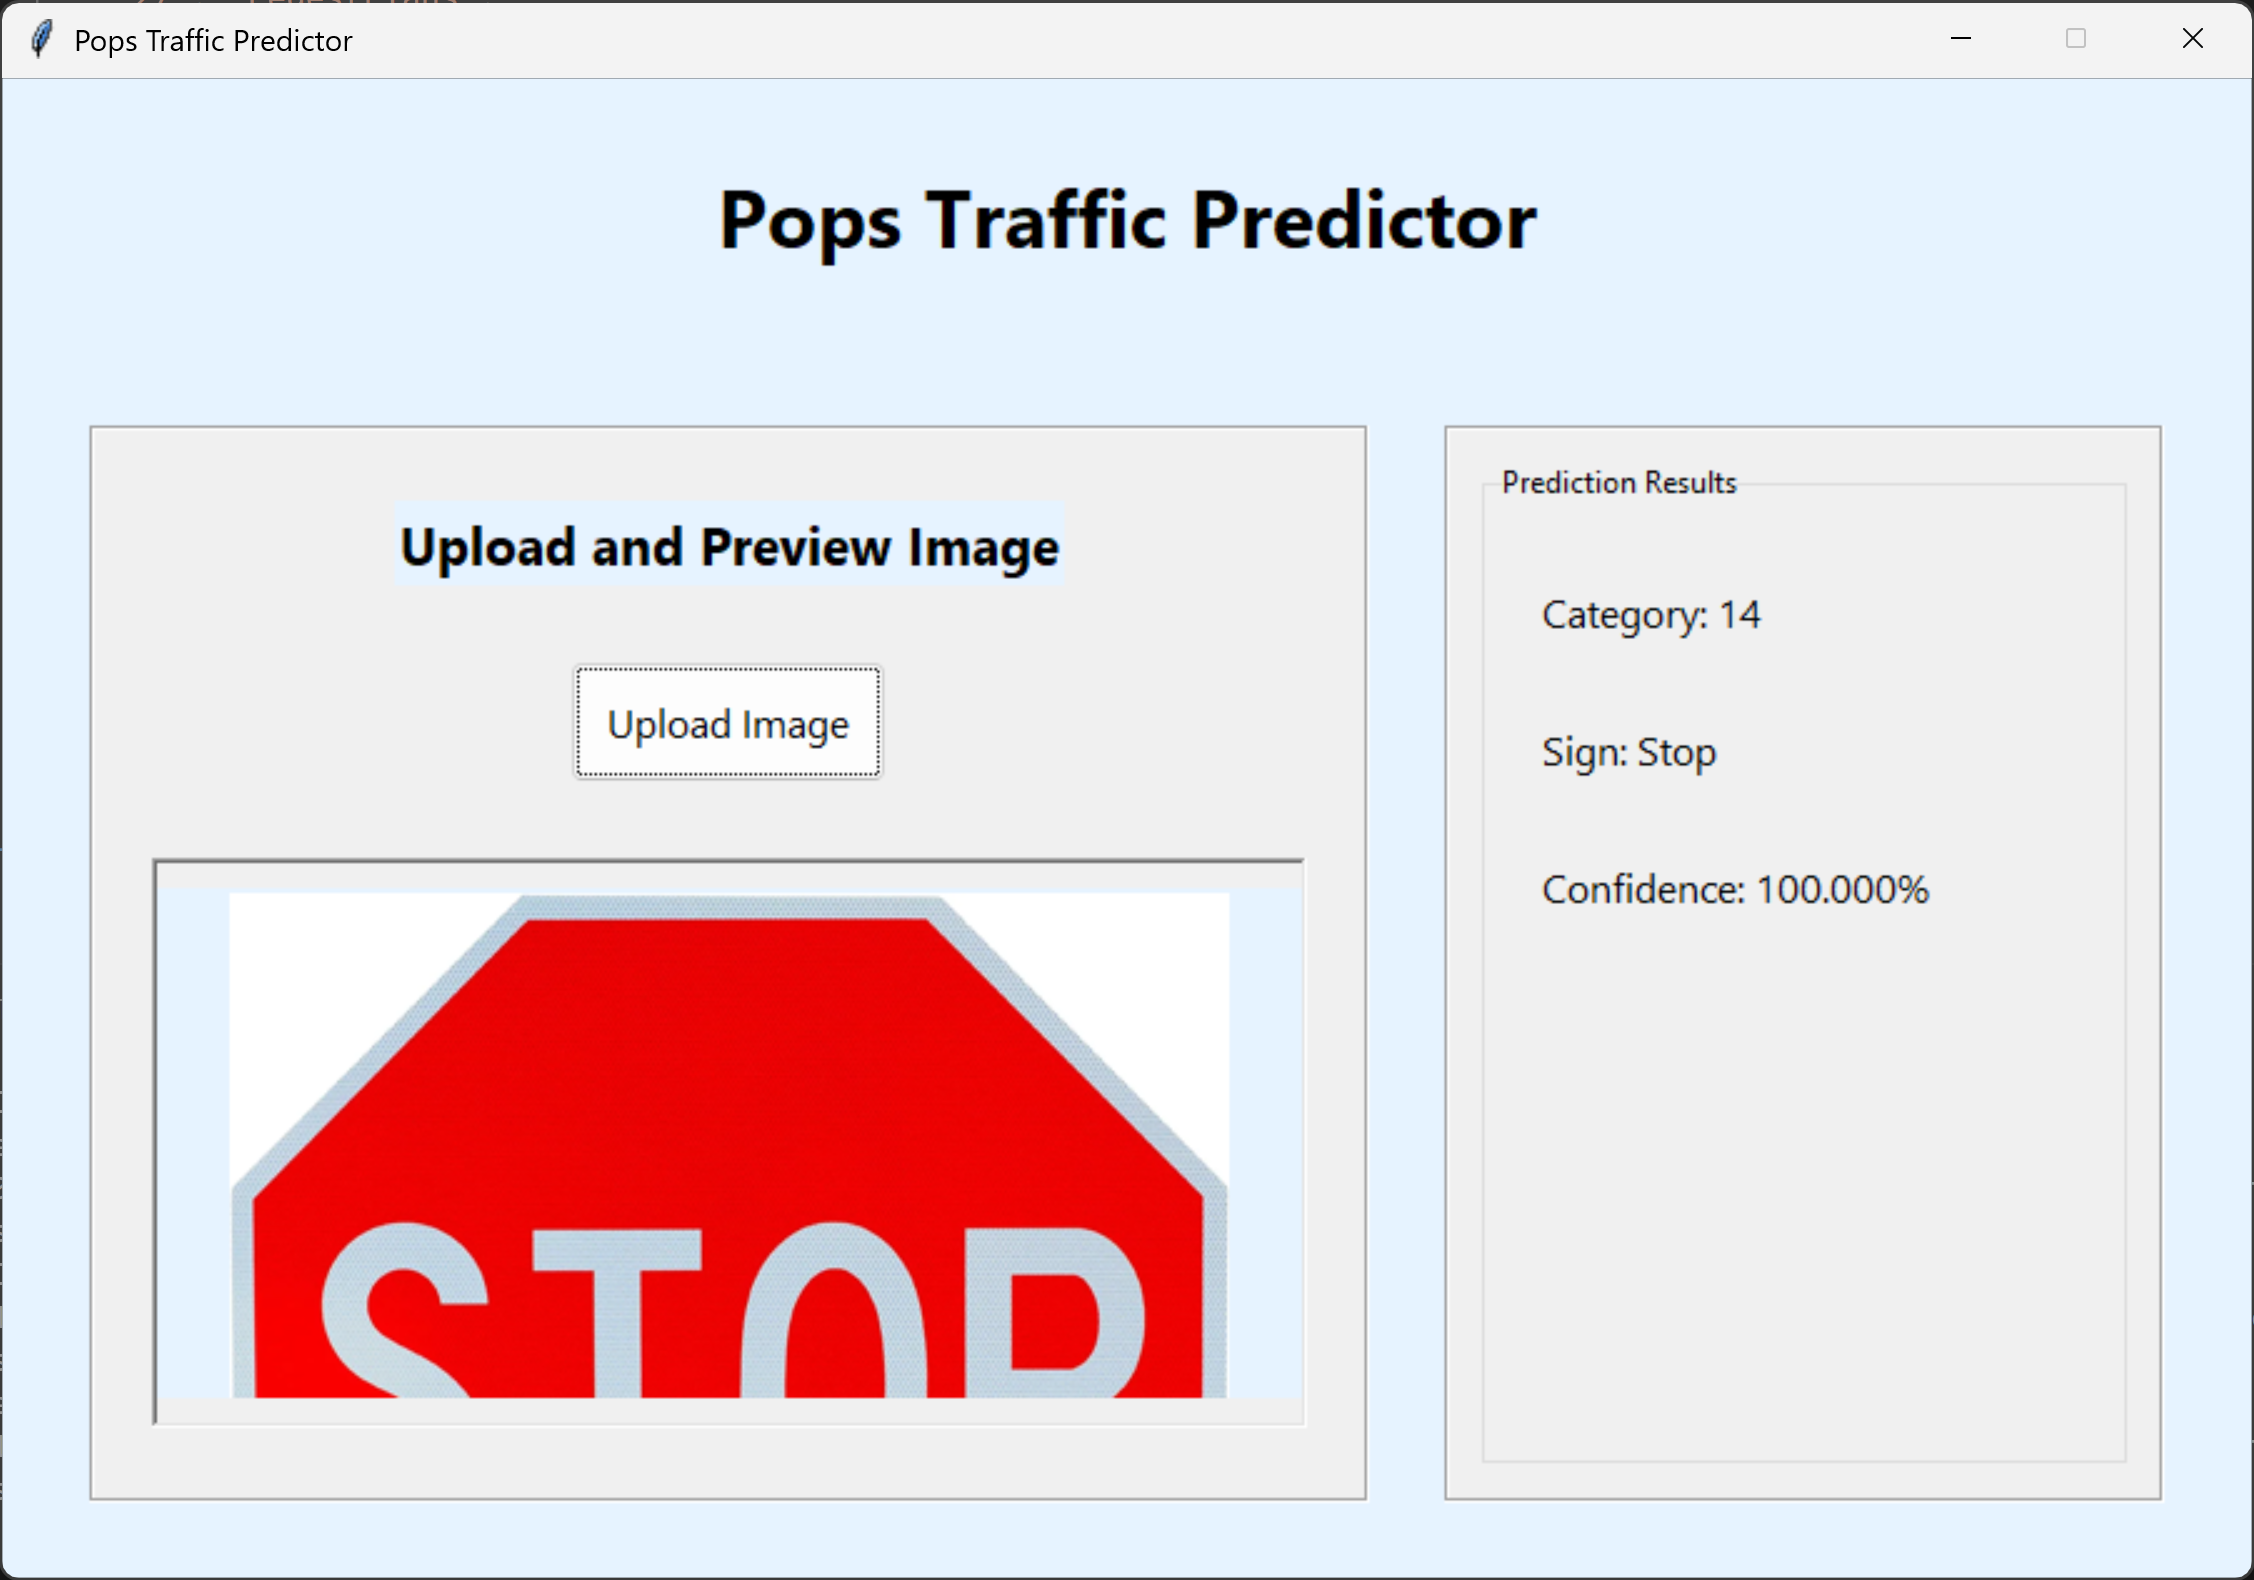 Pops Traffic Predictor
Pops Traffic Predictor
Upload and Preview Image
Upload Image
STOP
Prediction Results
Category: 14
Sign: Stop
Confidence: 100.000%